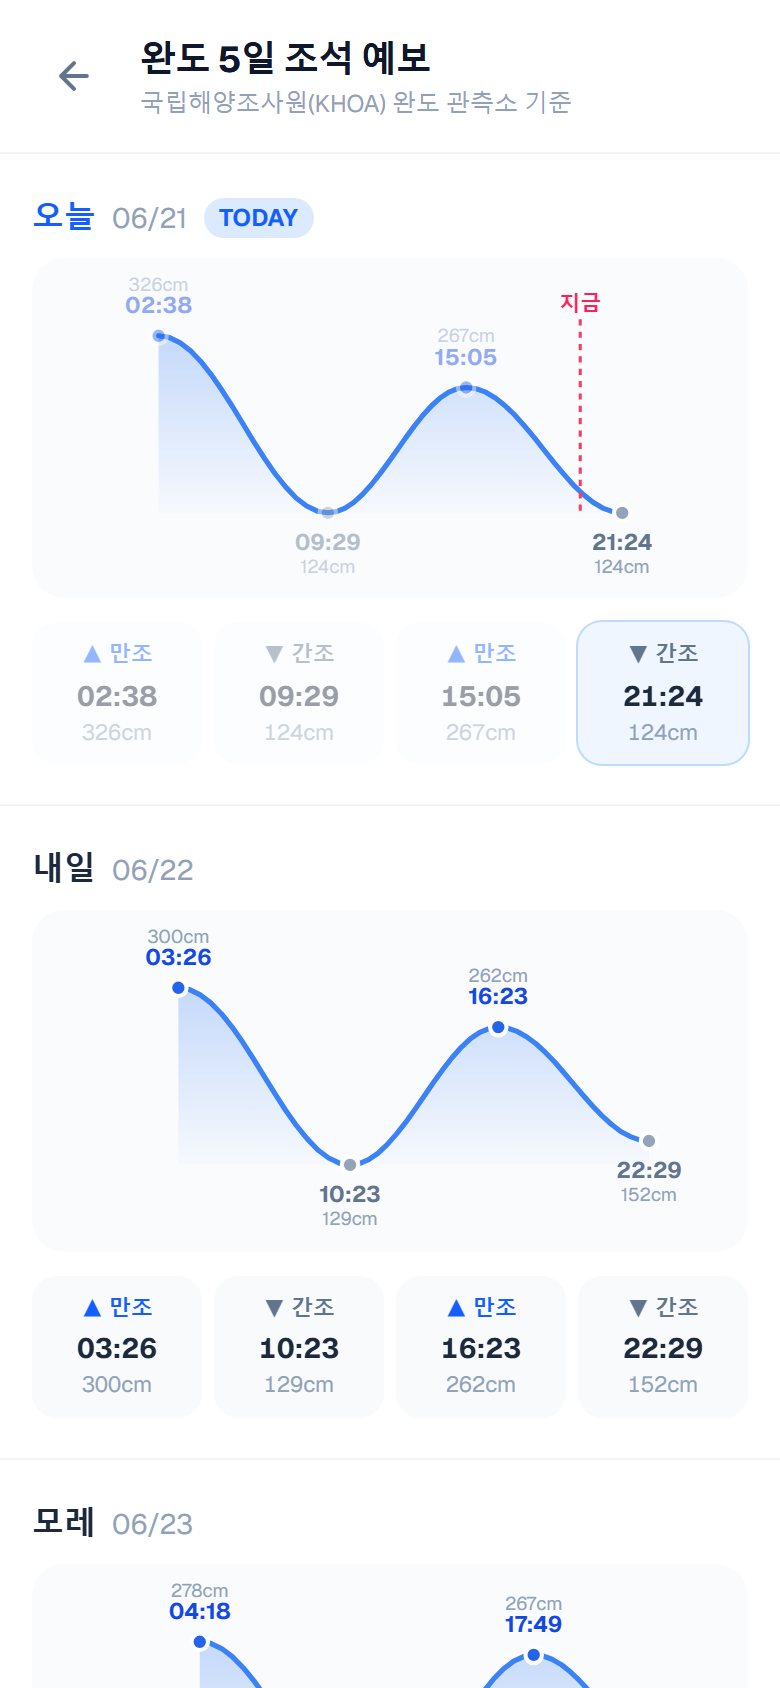 완도 5일 조석 예보
국립해양조사원(KHOA) 완도 관측소 기준
오늘 06/21 TODAY
326cm
02:38
지금
267cm
15:05
09:29
124cm
21:24
124cm
▲ 만조 ▼ 간조 ▲ 만조 ▼ 간조
02:38 09:29 15:05 21:24
326cm 124cm 267cm 124cm
내일 06/22
300cm
03:26
262cm
16:23
10:23
129cm
22:29
152cm
▲ 만조 ▼ 간조 ▲ 만조 ▼ 간조
03:26 10:23 16:23 22:29
300cm 129cm 262cm 152cm
모레 06/23
278cm
04:18
267cm
17:49